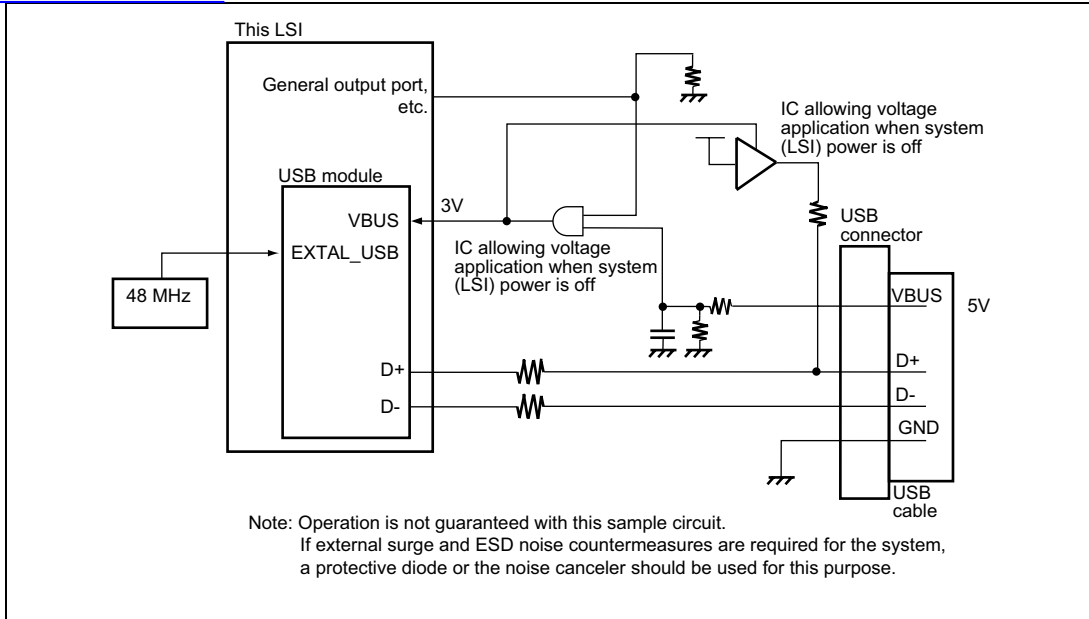 This LSI
General output port,
etc.
IC allowing voltage
application when system
(LSI) power is off
USB module
VBUS
3V
EXTAL_USB
IC allowing voltage
application when system
(LSI) power is off
48 MHz
USB
connector
VBUS
5V
D+
D+
D-
D-
GND
USB
cable
Note: Operation is not guaranteed with this sample circuit.
If external surge and ESD noise countermeasures are required for the system,
a protective diode or the noise canceler should be used for this purpose.